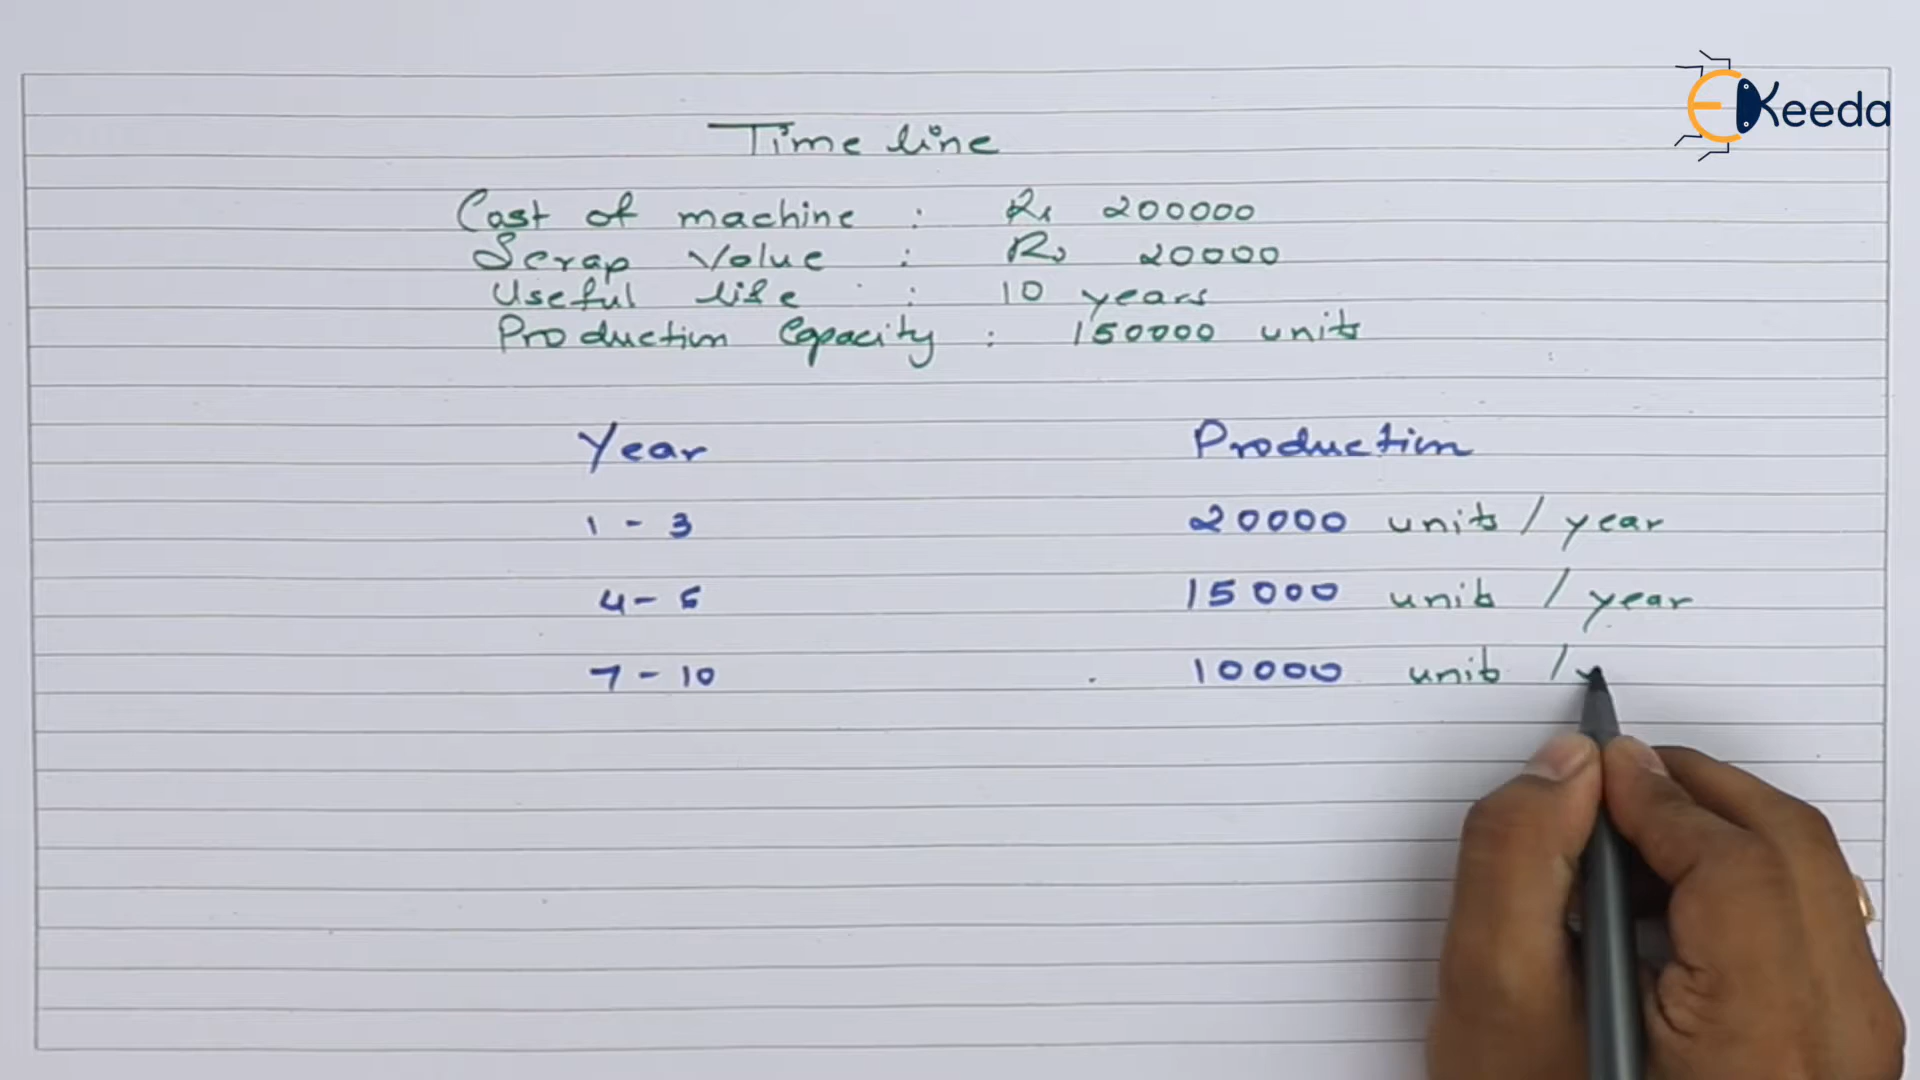 EKeeda
Time line
Cost of machine : Rs 200000
Scrap Value : Rs 20000
Useful life : 10 years
Production Capacity : 150000 units
Year Production
1 - 3 20000 units / year
4 - 6 15000 units / year
7 - 10 10000 units / y